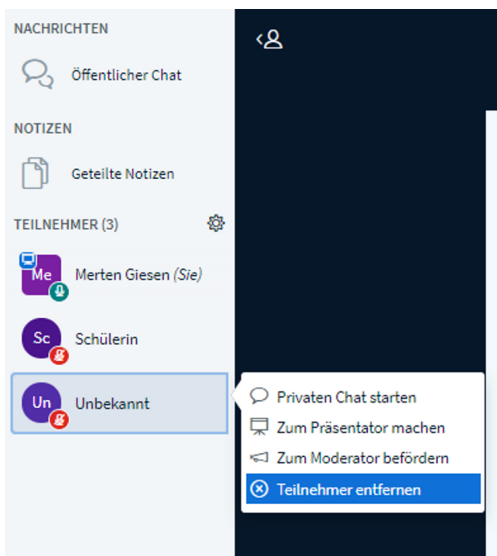 NACHRICHTEN
Öffentlicher Chat
NOTIZEN
Geteilte Notizen
TEILNEHMER (3)
Me
Merten Giesen (Sie)
Sc
Schülerin
Un
Unbekannt
Privaten Chat starten
Zum Präsentator machen
Zum Moderator befördern
Teilnehmer entfernen